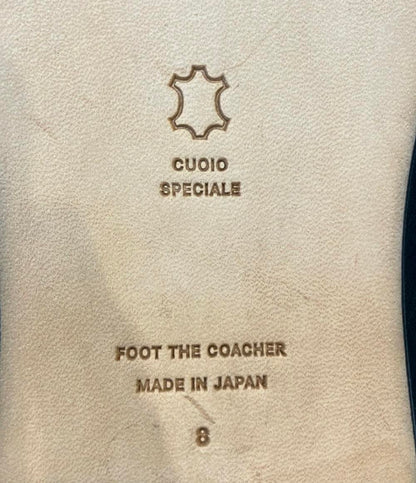 CUOIO
SPECIALE
FOOT THE COACHER
MADE IN JAPAN
8